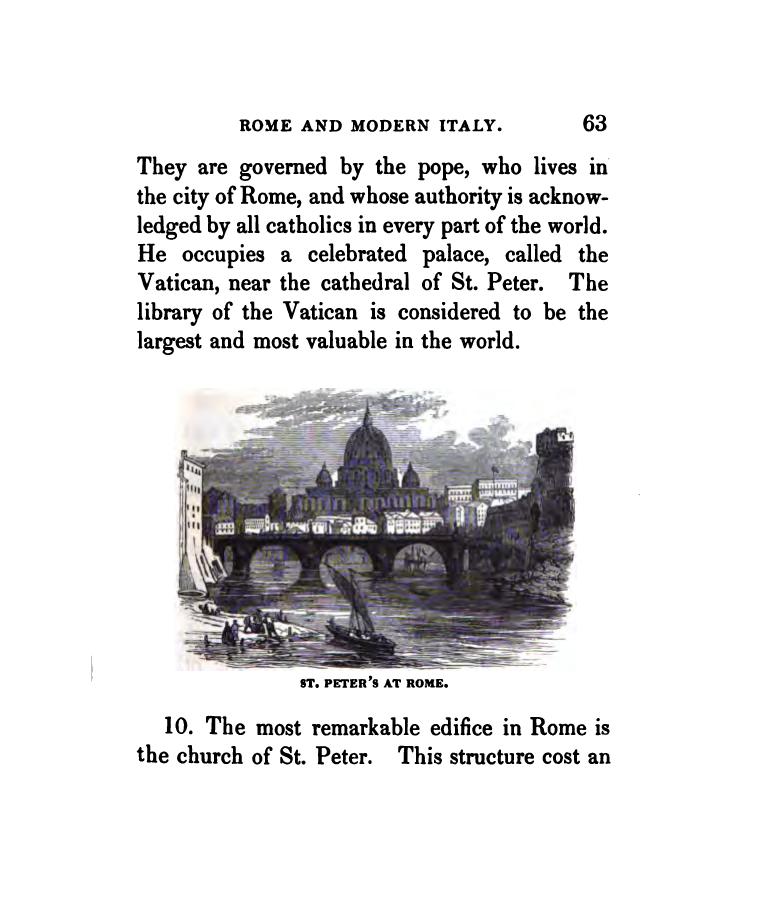 ROME AND MODERN ITALY. 63
They are governed by the pope, who lives in
the city of Rome, and whose authority is acknow-
ledged by all catholics in every part of the world.
He occupies a celebrated palace, called the
Vatican, near the cathedral of St. Peter. The
library of the Vatican is considered to be the
largest and most valuable in the world.
ST. PETER'S AT ROME.
10. The most remarkable edifice in Rome is
the church of St. Peter. This structure cost an